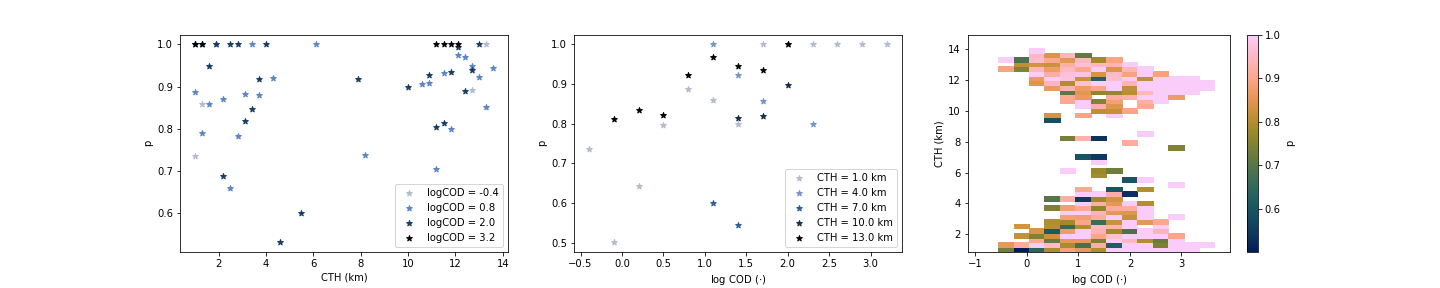 1.0
0.9
0.8
0.7
0.6
p
2
4
6
8
10
12
14
CTH (km)
logCOD = -0.4
logCOD = 0.8
logCOD = 2.0
logCOD = 3.2
1.0
0.9
0.8
0.7
0.6
0.5
p
−0.5
0.0
0.5
1.0
1.5
2.0
2.5
3.0
log COD (·)
CTH = 1.0 km
CTH = 4.0 km
CTH = 7.0 km
CTH = 10.0 km
CTH = 13.0 km
14
12
10
8
6
4
2
CTH (km)
−1
0
1
2
3
log COD (·)
1.0
0.9
0.8
0.7
0.6
p